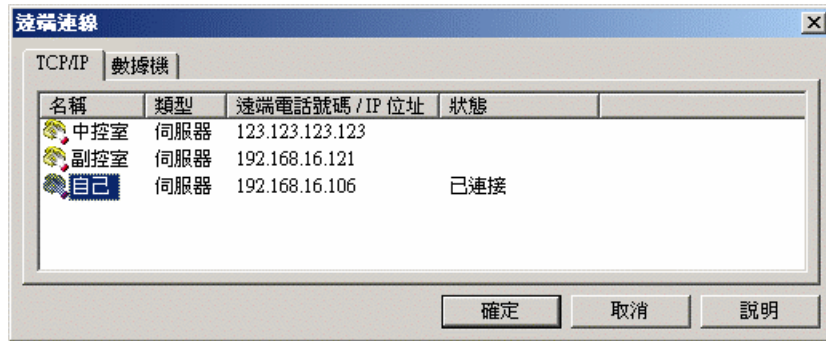 遠端連線
TCP/IP 數據機
名稱 類型 遠端電話號碼 / IP 位址 狀態
中控室 伺服器 123.123.123.123
副控室 伺服器 192.168.16.121
自己 伺服器 192.168.16.106 已連接
確定 取消 說明